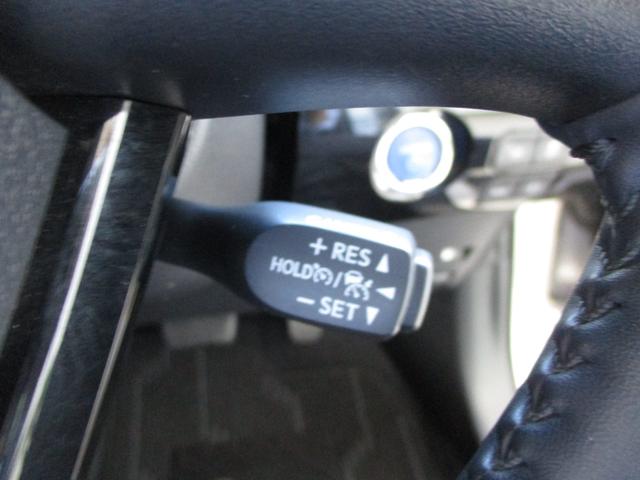 + RES ▲
HOLD / ◄
− SET ▼